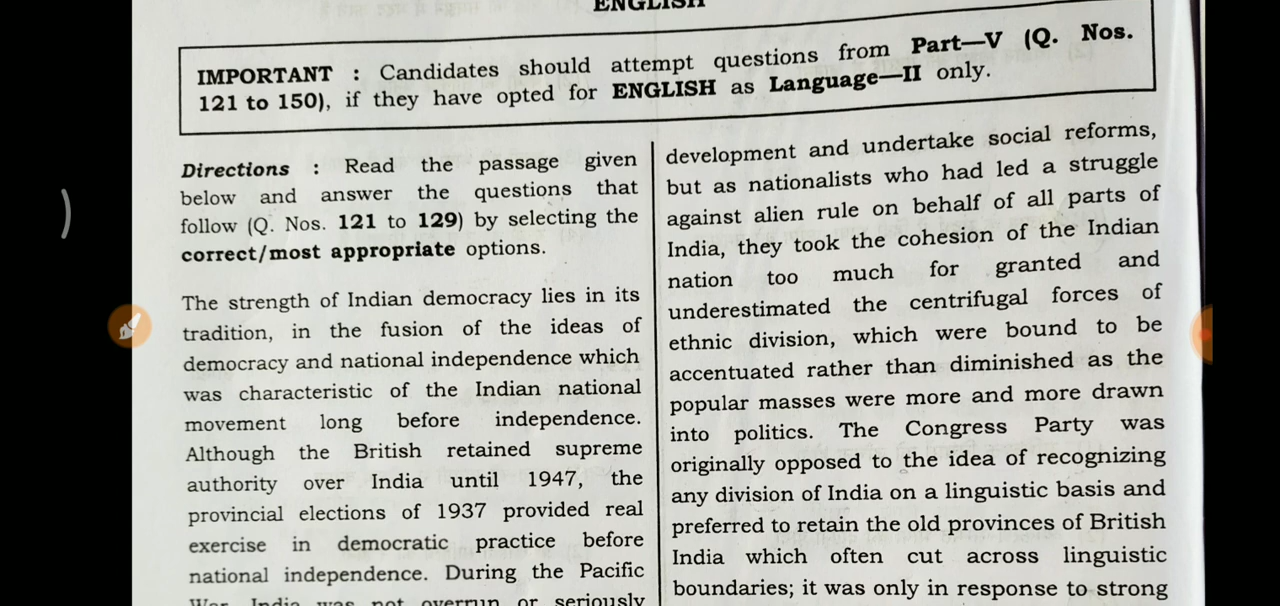 ENGLISH
IMPORTANT : Candidates should attempt questions from Part—V (Q. Nos.
121 to 150), if they have opted for ENGLISH as Language—II only.
Directions : Read the passage given
below and answer the questions that
follow (Q. Nos. 121 to 129) by selecting the
correct/most appropriate options.
The strength of Indian democracy lies in its
tradition, in the fusion of the ideas of
democracy and national independence which
was characteristic of the Indian national
movement long before independence.
Although the British retained supreme
authority over India until 1947, the
provincial elections of 1937 provided real
exercise in democratic practice before
national independence. During the Pacific
War, India was not overrun or seriously
development and undertake social reforms,
but as nationalists who had led a struggle
against alien rule on behalf of all parts of
India, they took the cohesion of the Indian
nation too much for granted and
underestimated the centrifugal forces of
ethnic division, which were bound to be
accentuated rather than diminished as the
popular masses were more and more drawn
into politics. The Congress Party was
originally opposed to the idea of recognizing
any division of India on a linguistic basis and
preferred to retain the old provinces of British
India which often cut across linguistic
boundaries; it was only in response to strong